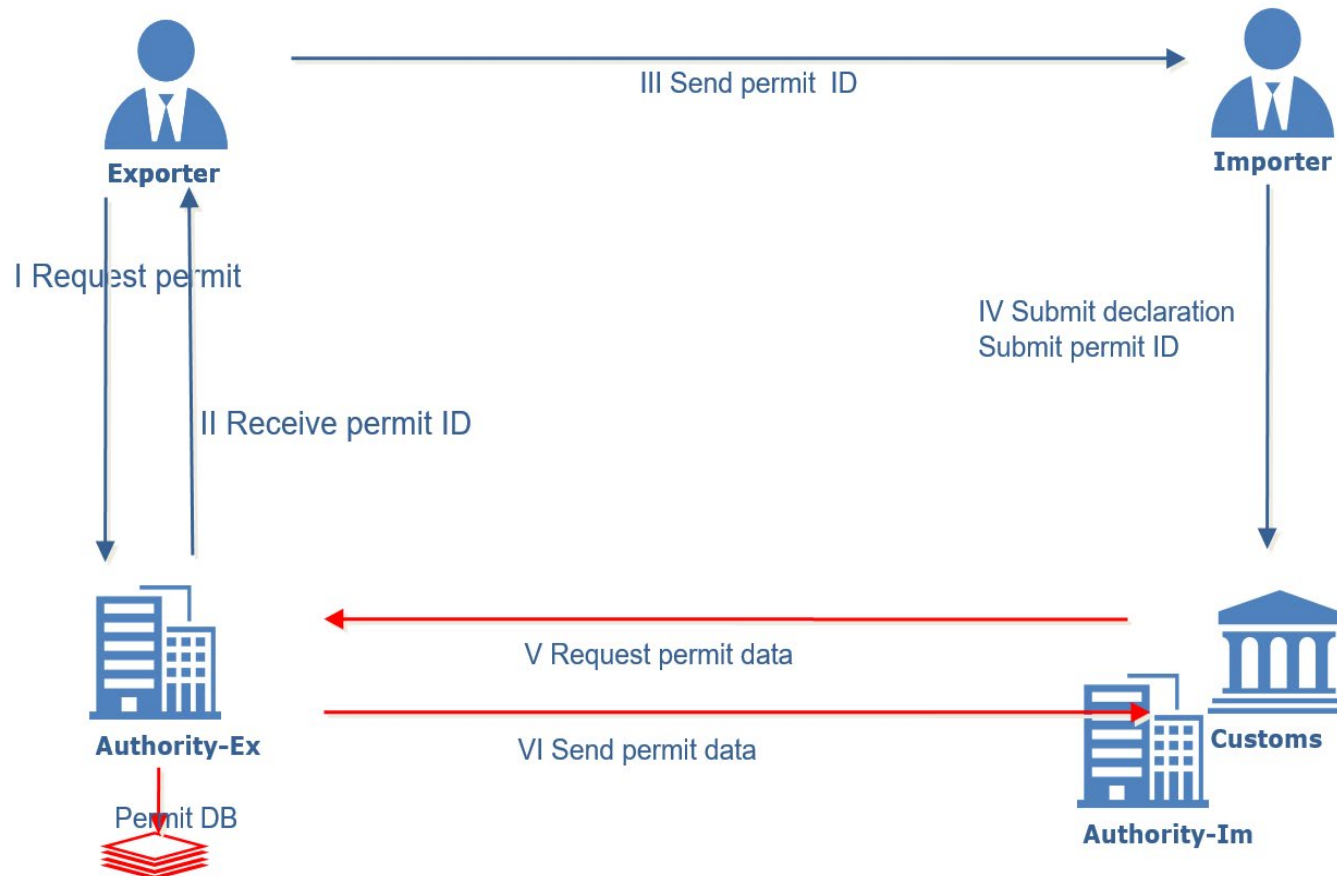 III Send permit ID
Exporter
Importer
I Request permit
IV Submit declaration
Submit permit ID
II Receive permit ID
V Request permit data
Authority-Ex
VI Send permit data
Customs
Permit DB
Authority-Im